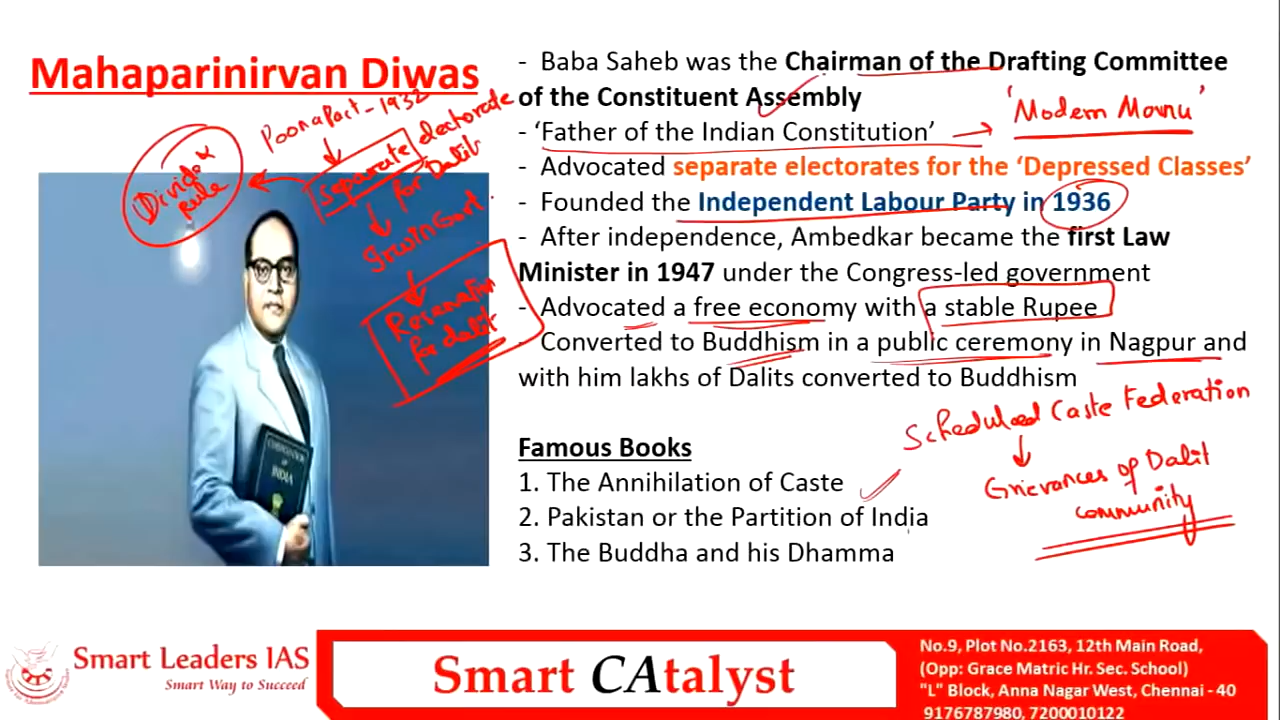 Mahaparinirvan Diwas
PoonaPact-1932
Separate electorate
for Dalit
Divide &
rule
IrwinGovt.
Reservation
for dalit
- Baba Saheb was the Chairman of the Drafting Committee
of the Constituent Assembly
- ‘Father of the Indian Constitution’
'Modern Manu'
- Advocated separate electorates for the ‘Depressed Classes’
- Founded the Independent Labour Party in 1936
- After independence, Ambedkar became the first Law
Minister in 1947 under the Congress-led government
- Advocated a free economy with a stable Rupee
- Converted to Buddhism in a public ceremony in Nagpur and
with him lakhs of Dalits converted to Buddhism
Scheduled Caste Federation
Grievances of Dalit
community
Famous Books
1. The Annihilation of Caste
2. Pakistan or the Partition of India
3. The Buddha and his Dhamma
CONSTITUTION
OF
INDIA
Smart Leaders IAS
Smart Way to Succeed
Smart CAtalyst
No.9, Plot No.2163, 12th Main Road,
(Opp: Grace Matric Hr. Sec. School)
"L" Block, Anna Nagar West, Chennai - 40
9176787980, 7200010122